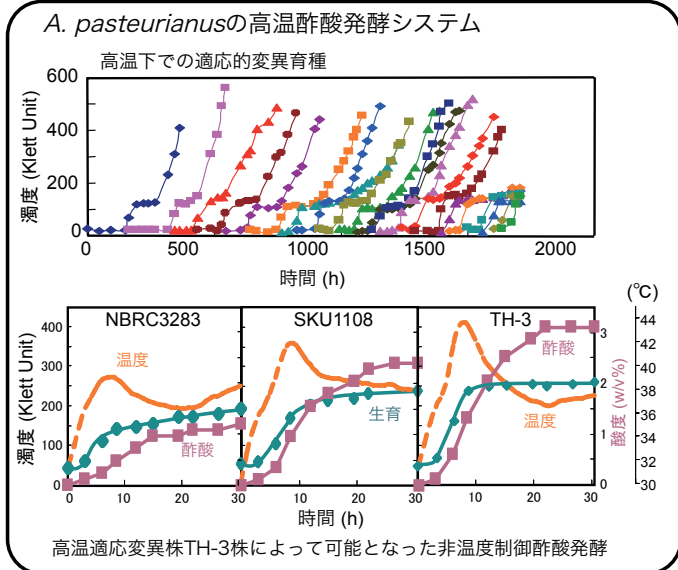 A. pasteurianusの高温酢酸発酵システム
高温下での適応的変異育種
濁度 (Klett Unit)
600
400
200
0
0 500 1000 1500 2000
時間 (h)
(℃)
NBRC3283 SKU1108 TH-3
濁度 (Klett Unit)
400
300
200
100
0
温度
酢酸
生育
酢酸
温度
3
2
1
0
酸度 (w/v%)
44
42
40
38
36
34
32
30
0 10 20 30 10 20 30 10 20 30
時間 (h)
高温適応変異株TH-3株によって可能となった非温度制御酢酸発酵